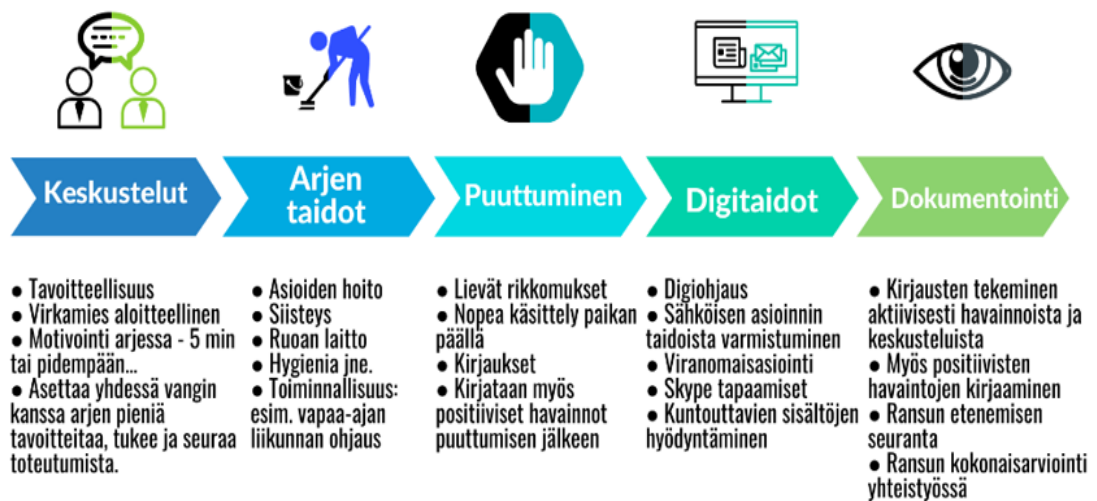 Keskustelut
Arjen
taidot
Puuttuminen
Digitaidot
Dokumentointi
● Tavoitteellisuus
● Virkamies aloitteellinen
● Motivointi arjessa - 5 min
tai pidempään...
● Asettaa yhdessä vangin
kanssa arjen pieniä
tavoitteitaa, tukee ja seuraa
toteutumista.
● Asioiden hoito
● Siisteys
● Ruoan laitto
● Hygienia jne.
● Toiminnallisuus:
esim. vapaa-ajan
liikunnan ohjaus
● Lievät rikkomukset
● Nopea käsittely paikan
päällä
● Kirjaukset
● Kirjataan myös
positiiviset havainnot
puuttumisen jälkeen
● Digiohjaus
● Sähköisen asioinnin
taidoista varmistuminen
● Viranomaisasiointi
● Skype tapaamiset
● Kuntouttavien sisältöjen
hyödyntäminen
● Kirjausten tekeminen
aktiivisesti havainnoista ja
keskusteluista
● Myös positiivisten
havaintojen kirjaaminen
● Ransun etenemisen
seuranta
● Ransun kokonaisarviointi
yhteistyössä